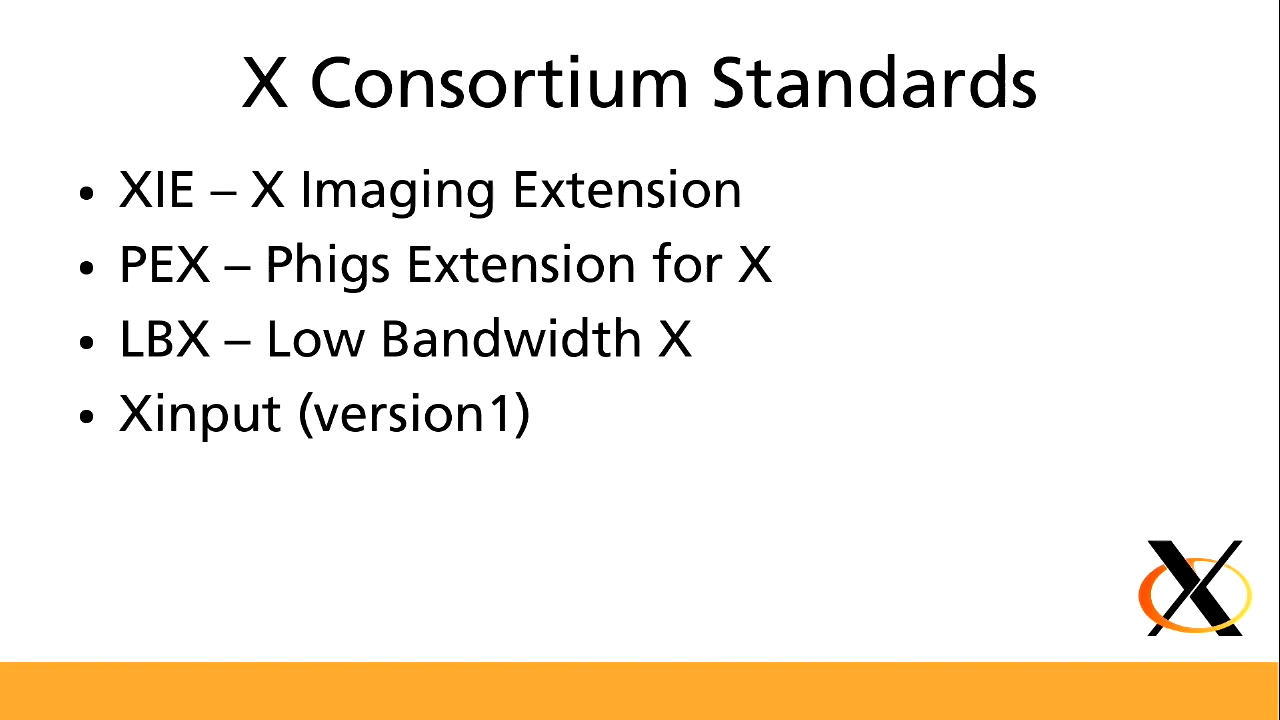 X Consortium Standards
• XIE – X Imaging Extension
• PEX – Phigs Extension for X
• LBX – Low Bandwidth X
• Xinput (version1)
X